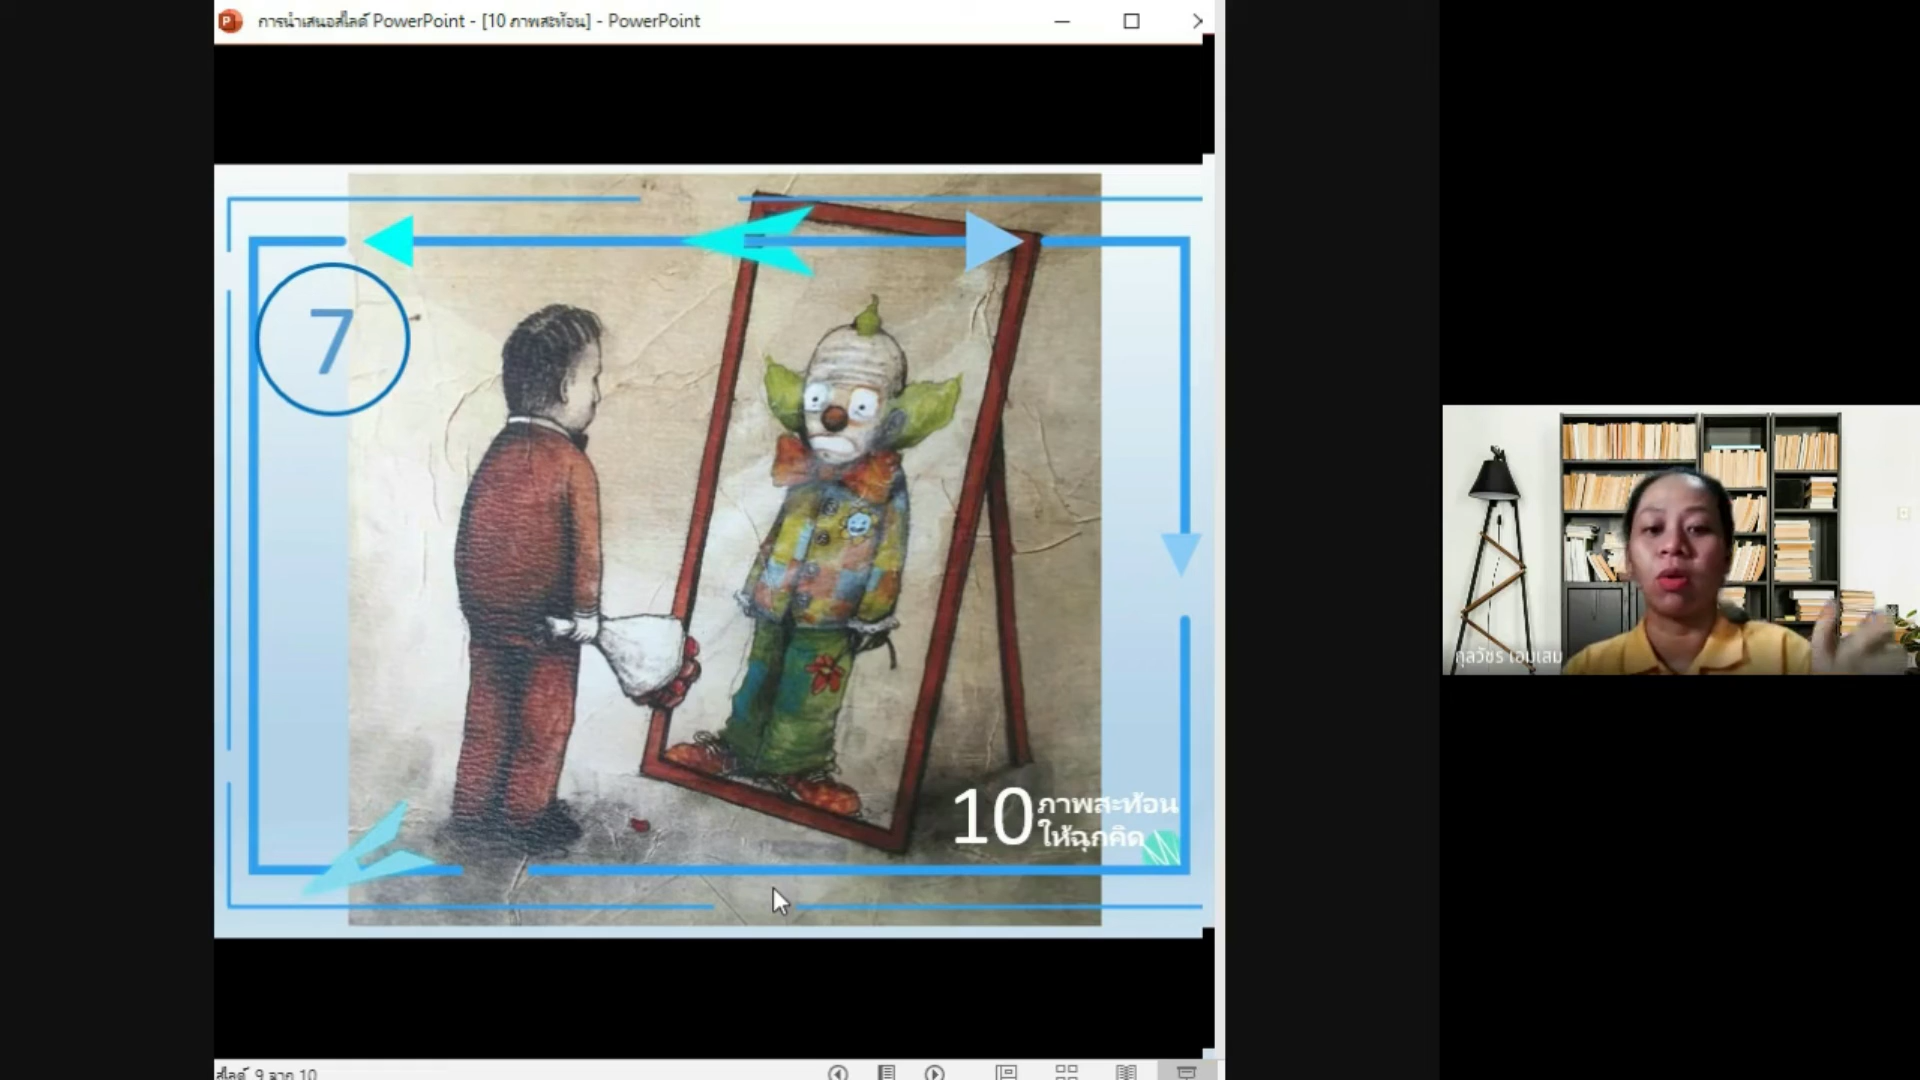 การนำเสนอสไลด์ PowerPoint - [10 ภาพสะท้อน] - PowerPoint
7
10 ภาพสะท้อน
ให้ฉุกคิด
กุลวัชร เอมเสม
สไลด์ 9 จาก 10